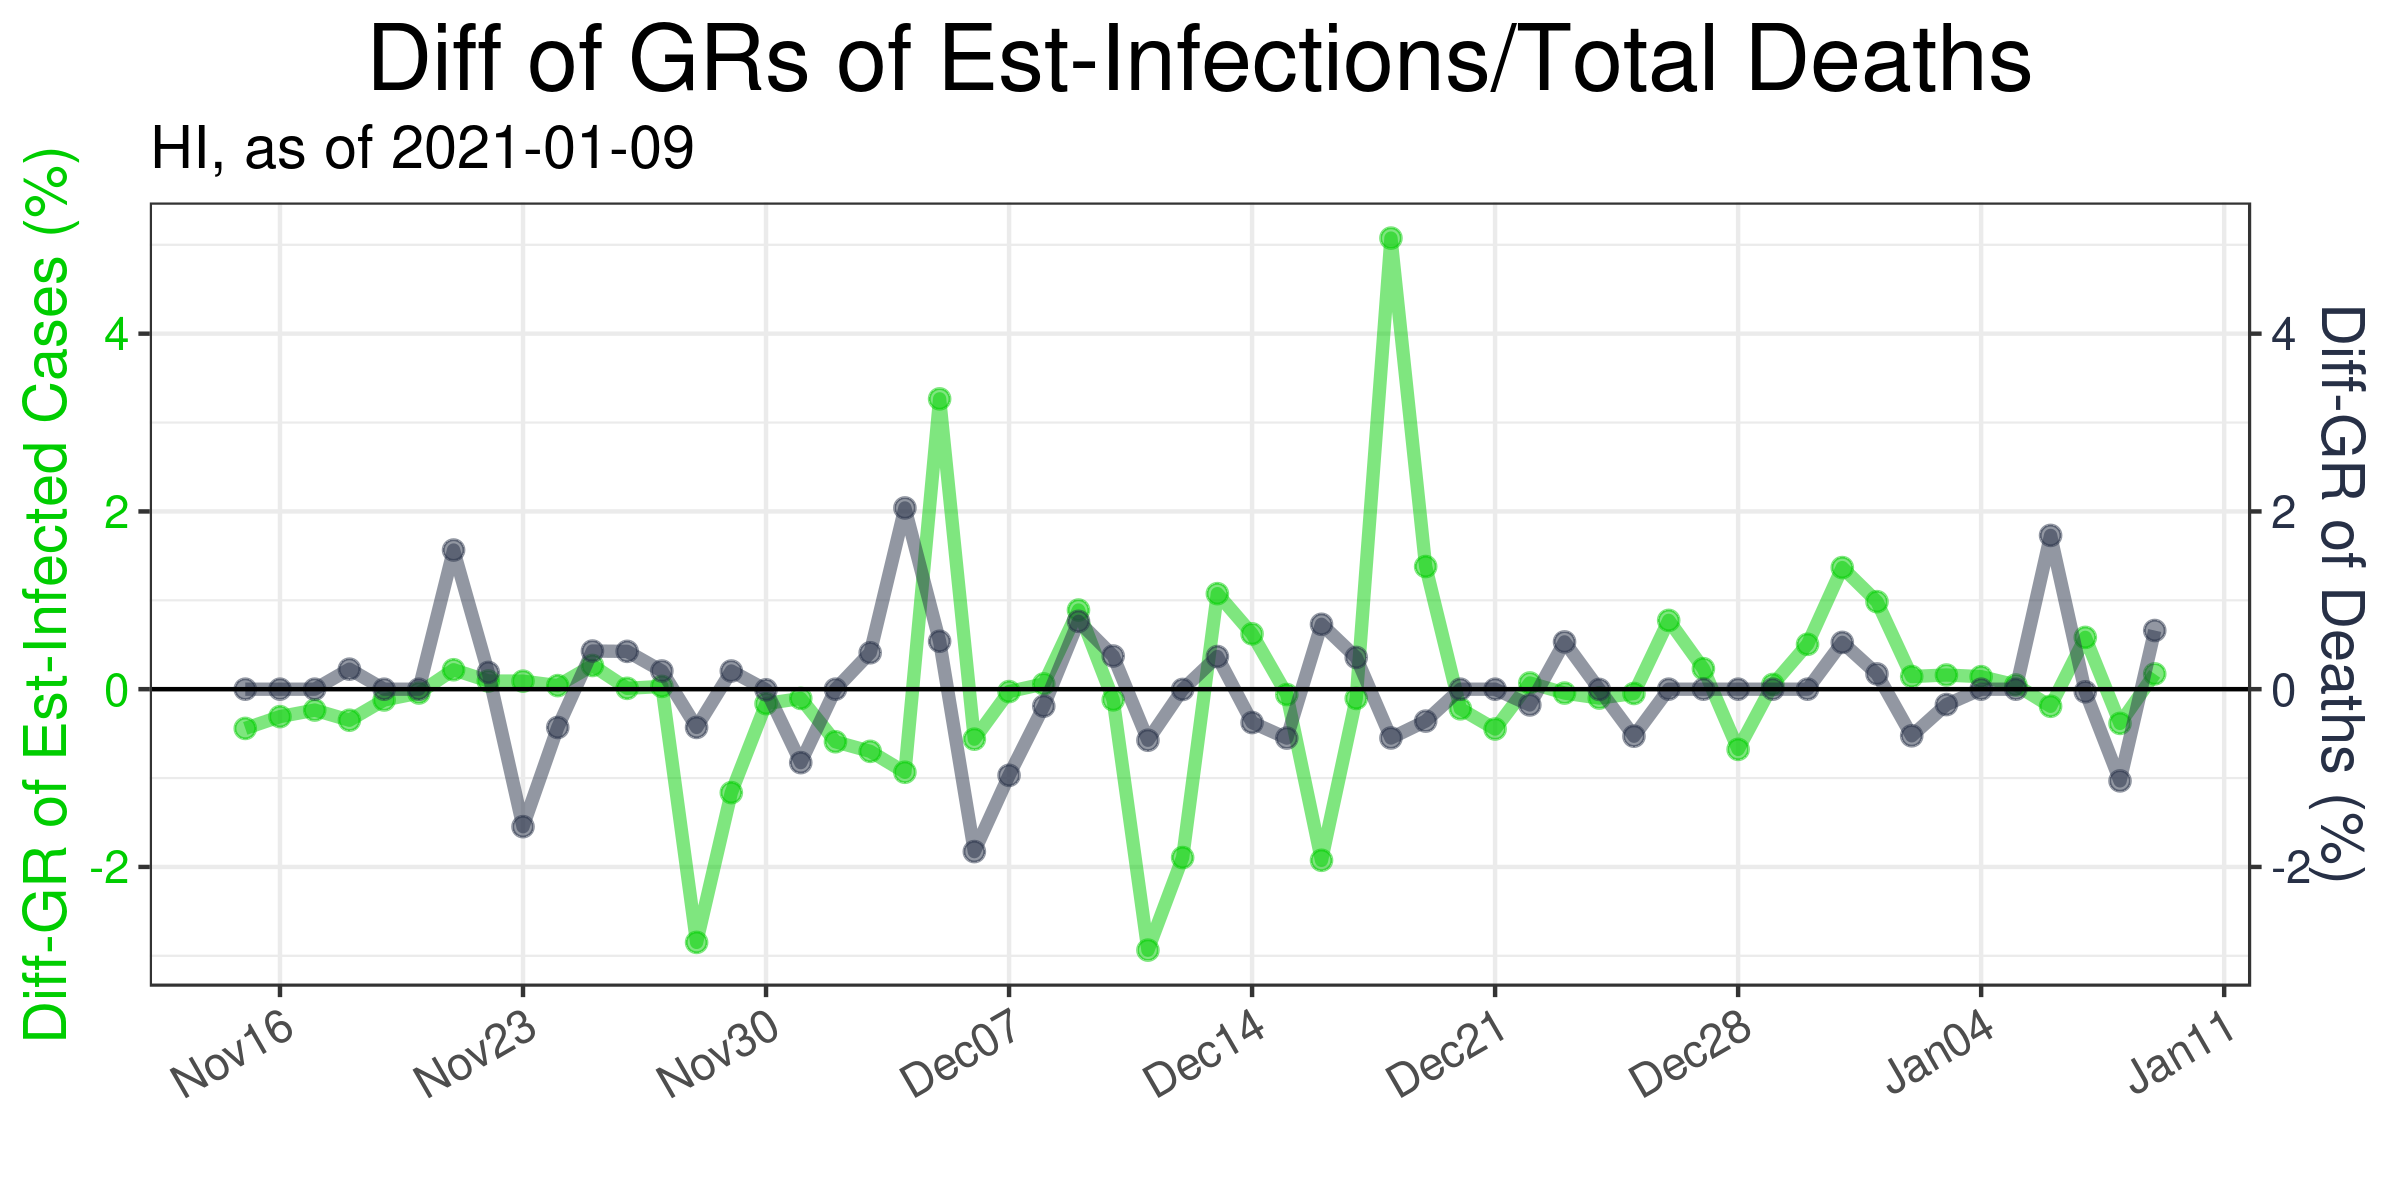 Diff of GRs of Est-Infections/Total Deaths
HI, as of 2021-01-09
Diff-GR of Est-Infected Cases (%)
4
2
0
-2
4
2
0
-2
Diff-GR of Deaths (%)
Nov16
Nov23
Nov30
Dec07
Dec14
Dec21
Dec28
Jan04
Jan11